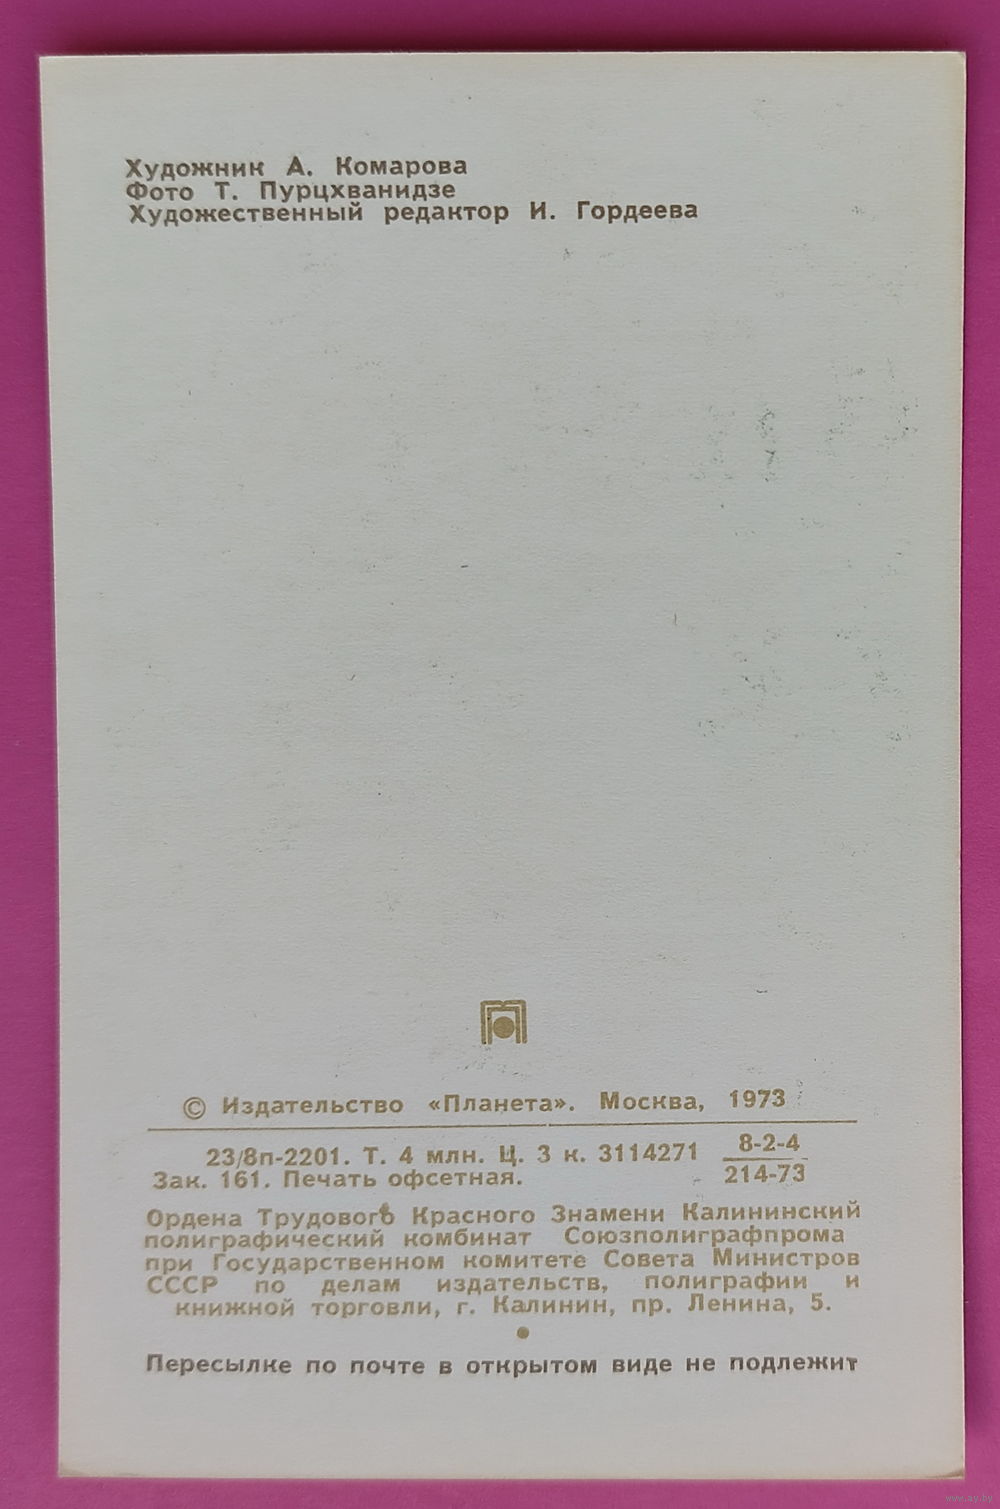 Художник А. Комарова
Фото Т. Пурцхванидзе
Художественный редактор И. Гордеева
© Издательство «Планета». Москва, 1973
23/8п-2201. Т. 4 млн. Ц. 3 к. 3114271 8-2-4
Зак. 161. Печать офсетная. 214-73
Ордена Трудового Красного Знамени Калининский
полиграфический комбинат Союзполиграфпрома
при Государственном комитете Совета Министров
СССР по делам издательств, полиграфии и
книжной торговли, г. Калинин, пр. Ленина, 5.
Пересылке по почте в открытом виде не подлежит
www.ay.by